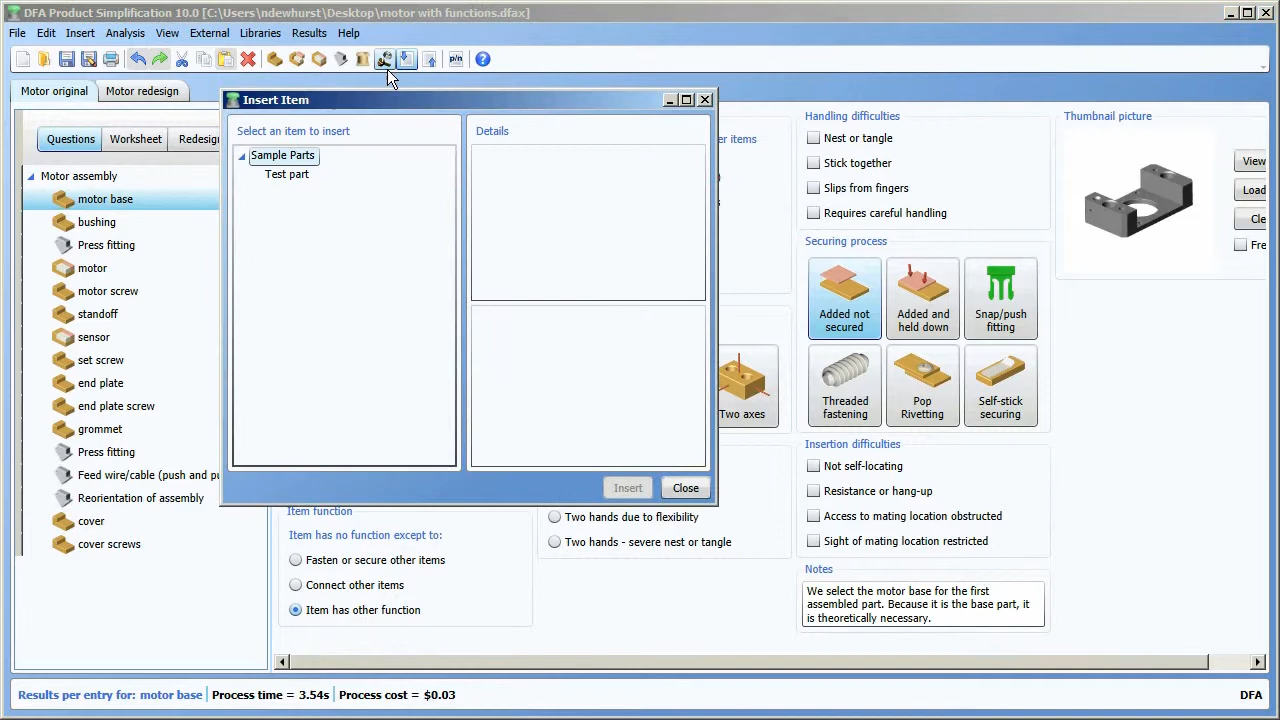 DFA Product Simplification 10.0 [C:\Users\ndewhurst\Desktop\motor with functions.dfax]
File Edit Insert Analysis View External Libraries Results Help
p/n
Motor original Motor redesign
Questions Worksheet Redesign
Motor assembly
motor base
bushing
Press fitting
motor
motor screw
standoff
sensor
set screw
end plate
end plate screw
grommet
Press fitting
Feed wire/cable (push and pu
Reorientation of assembly
cover
cover screws
Insert Item
Select an item to insert
Sample Parts
Test part
Details
Insert Close
er items
Two axes
Item function
Item has no function except to:
Fasten or secure other items
Connect other items
Item has other function
Two hands due to flexibility
Two hands - severe nest or tangle
Handling difficulties
Nest or tangle
Stick together
Slips from fingers
Requires careful handling
Securing process
Added not secured
Added and held down
Snap/push fitting
Threaded fastening
Pop Rivetting
Self-stick securing
Insertion difficulties
Not self-locating
Resistance or hang-up
Access to mating location obstructed
Sight of mating location restricted
Notes
We select the motor base for the first
assembled part. Because it is the base part, it
is theoretically necessary.
Thumbnail picture
View
Load
Cle
Fre
Results per entry for: motor base Process time = 3.54s Process cost = $0.03 DFA